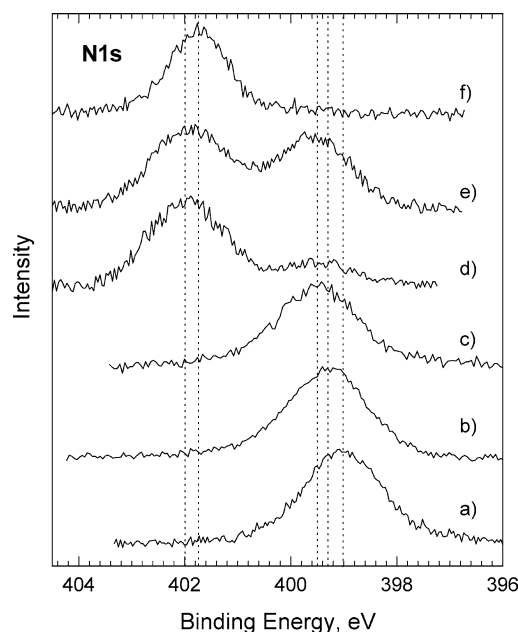 N1s
f)
e)
d)
c)
b)
a)
Intensity
404 402 400 398 396
Binding Energy, eV